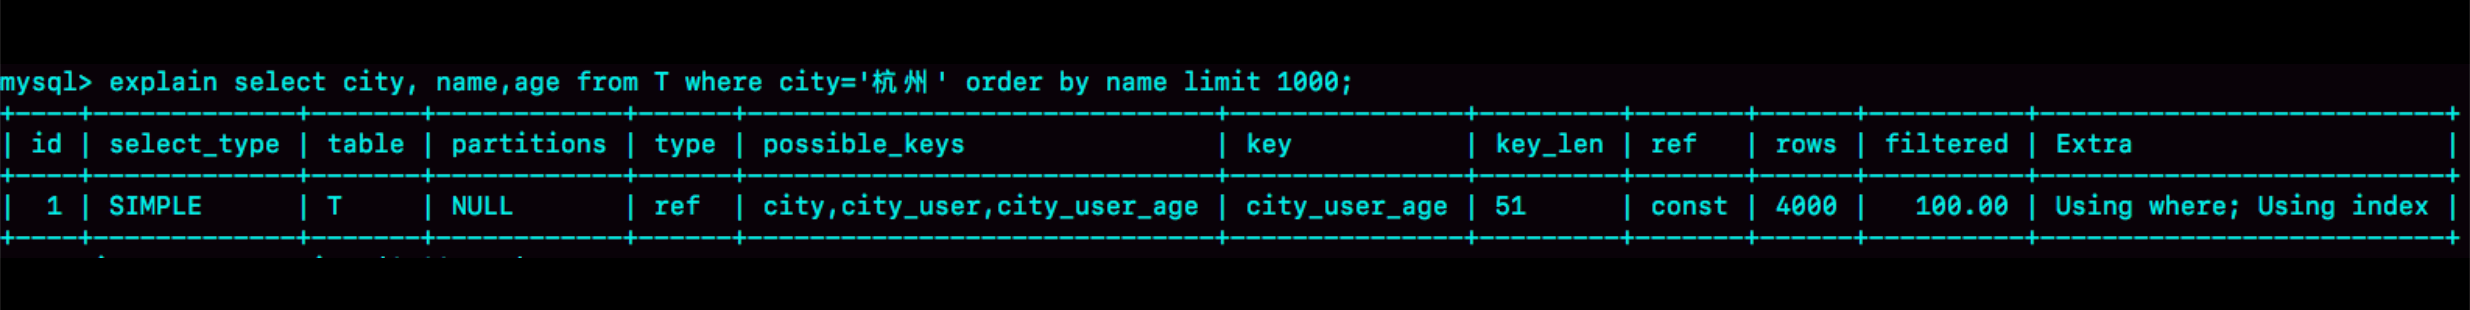 mysql> explain select city, name,age from T where city='杭州' order by name limit 1000;
+----+-------------+-------+------------+------+------------------------------+---------------+---------+-------+------+----------+--------------------------+
| id | select_type | table | partitions | type | possible_keys | key | key_len | ref | rows | filtered | Extra |
+----+-------------+-------+------------+------+------------------------------+---------------+---------+-------+------+----------+--------------------------+
| 1 | SIMPLE | T | NULL | ref | city,city_user,city_user_age | city_user_age | 51 | const | 4000 | 100.00 | Using where; Using index |
+----+-------------+-------+------------+------+------------------------------+---------------+---------+-------+------+----------+--------------------------+